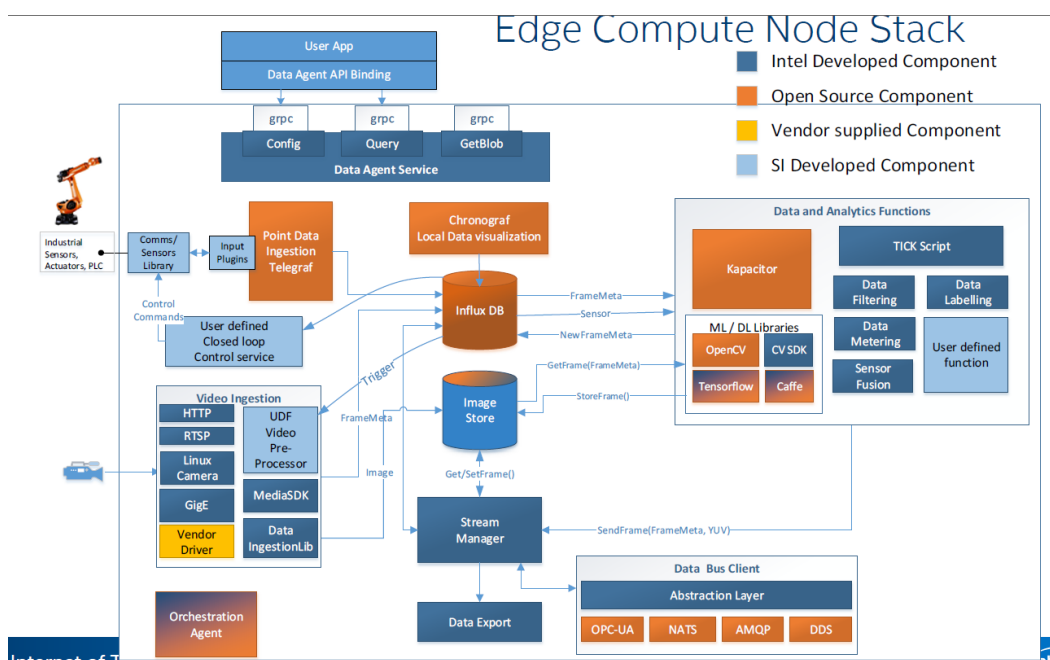 Edge Compute Node Stack
Intel Developed Component
Open Source Component
Vendor supplied Component
SI Developed Component
User App
Data Agent API Binding
grpc
grpc
grpc
Config
Query
GetBlob
Data Agent Service
Industrial
Sensors,
Actuators, PLC
Comms/
Sensors
Library
Input
Plugins
Point Data
Ingestion
Telegraf
Chronograf
Local Data visualization
Control
Commands
User defined
Closed loop
Control service
Influx DB
FrameMeta
Sensor
NewFrameMeta
Trigger
Data and Analytics Functions
Kapacitor
TICK Script
Data
Filtering
Data
Labelling
Data
Metering
User defined
function
Sensor
Fusion
ML / DL Libraries
OpenCV
CV SDK
Tensorflow
Caffe
GetFrame(FrameMeta)
StoreFrame()
Image
Store
Video Ingestion
HTTP
RTSP
Linux
Camera
GigE
Vendor
Driver
UDF
Video
Pre-
Processor
MediaSDK
Data
IngestionLib
FrameMeta
Image
Get/SetFrame()
Stream
Manager
SendFrame(FrameMeta, YUV)
Data Export
Data Bus Client
Abstraction Layer
OPC-UA
NATS
AMQP
DDS
Orchestration
Agent
Internet of